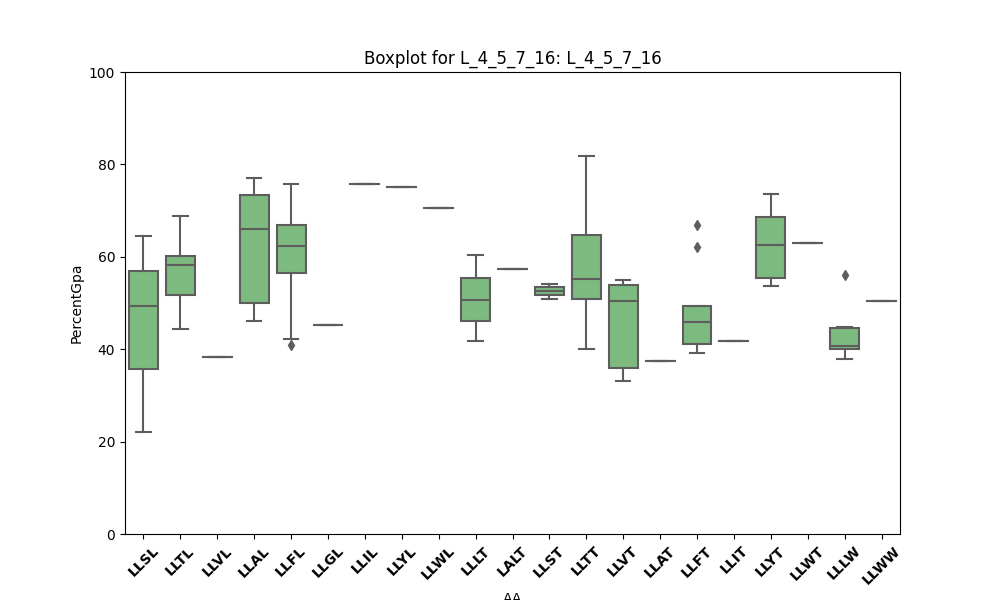 Boxplot for L_4_5_7_16: L_4_5_7_16
PercentGpa
100
80
60
40
20
0
LLSL LLTL LLVL LLAL LLFL LLGL LLIL LLYL LLWL LLLT LALT LLST LLTT LLVT LLAT LLFT LLIT LLYT LLWT LLLW LLWW
AA